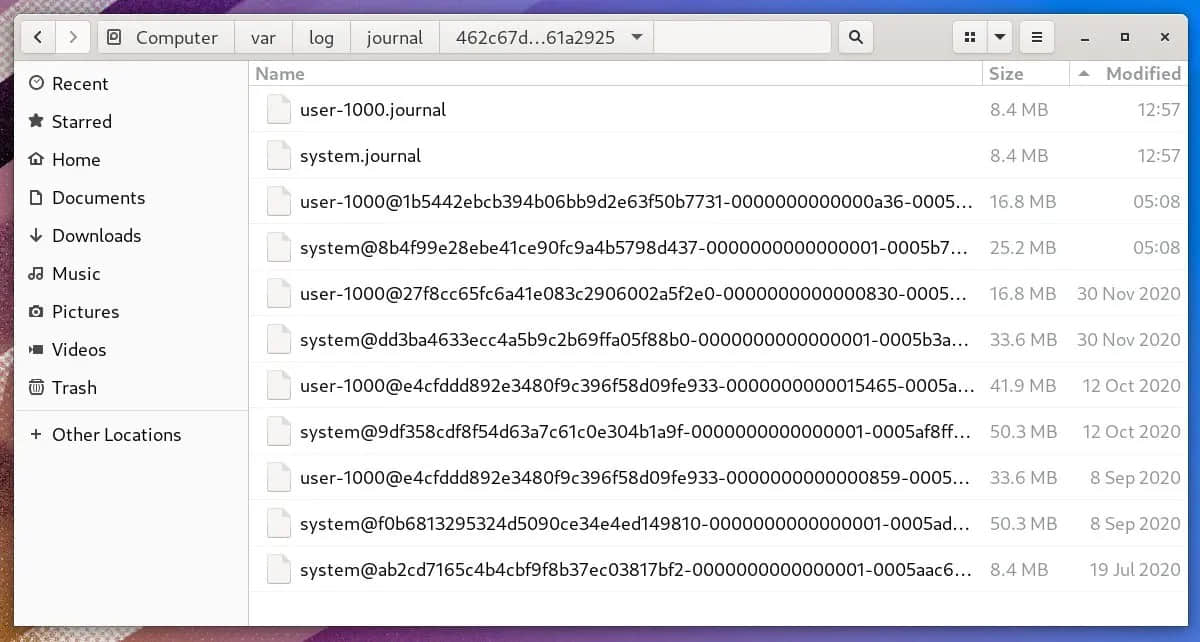 Computer var log journal 462c67d...61a2925
Recent
Starred
Home
Documents
Downloads
Music
Pictures
Videos
Trash
+ Other Locations
Name Size Modified
user-1000.journal 8.4 MB 12:57
system.journal 8.4 MB 12:57
user-1000@1b5442ebcb394b06bb9d2e63f50b7731-0000000000000a36-0005... 16.8 MB 05:08
system@8b4f99e28ebe41ce90fc9a4b5798d437-0000000000000001-0005b7... 25.2 MB 05:08
user-1000@27f8cc65fc6a41e083c2906002a5f2e0-0000000000000830-0005... 16.8 MB 30 Nov 2020
system@dd3ba4633ecc4a5b9c2b69ffa05f88b0-0000000000000001-0005b3a... 33.6 MB 30 Nov 2020
user-1000@e4cfddd892e3480f9c396f58d09fe933-0000000000015465-0005a... 41.9 MB 12 Oct 2020
system@9df358cdf8f54d63a7c61c0e304b1a9f-0000000000000001-0005af8ff... 50.3 MB 12 Oct 2020
user-1000@e4cfddd892e3480f9c396f58d09fe933-0000000000000859-0005... 33.6 MB 8 Sep 2020
system@f0b6813295324d5090ce34e4ed149810-0000000000000001-0005ad... 50.3 MB 8 Sep 2020
system@ab2cd7165c4b4cbf9f8b37ec03817bf2-0000000000000001-0005aac6... 8.4 MB 19 Jul 2020